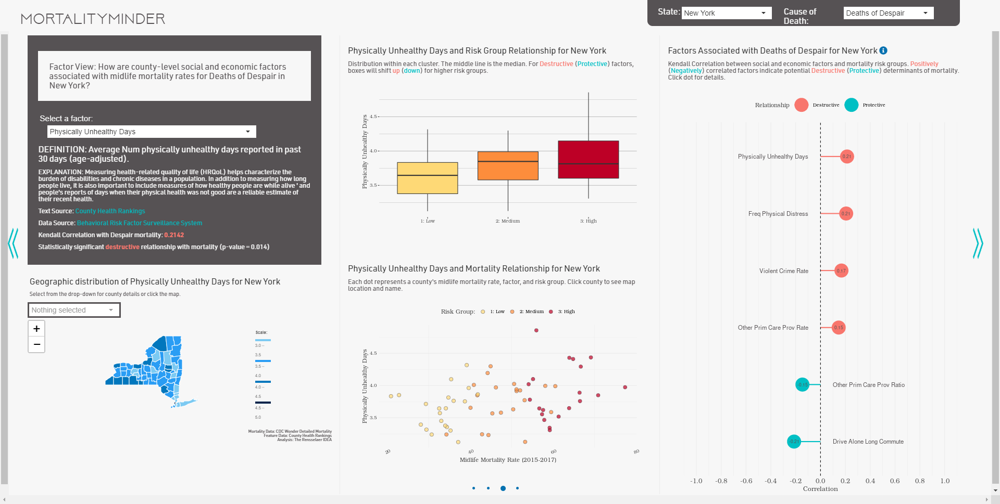 MORTALITYMINDER
State:
New York
Cause of
Death:
Deaths of Despair
Factor View: How are county-level social and economic factors
associated with midlife mortality rates for Deaths of Despair in
New York?
Select a factor:
Physically Unhealthy Days
DEFINITION: Average Num physically unhealthy days reported in past
30 days (age-adjusted).
EXPLANATION: Measuring health-related quality of life (HRQoL) helps characterize the
burden of disabilities and chronic diseases in a population. In addition to measuring how long
people live, it is also important to include measures of how healthy people are while alive ' and
people's reports of days when their physical health was not good are a reliable estimate of
their recent health.
Text Source: County Health Rankings
Data Source: Behavioral Risk Factor Surveillance System
Kendall Correlation with Despair mortality: 0.2142
Statistically significant destructive relationship with mortality (p-value = 0.014)
Geographic distribution of Physically Unhealthy Days for New York
Select from the drop-down for county details or click the map.
Nothing selected
+
−
Scale:
3.0 –
3.5
3.5 –
4.0
4.0 –
4.5
4.5 –
5.0
Mortality Data: CDC Wonder Detailed Mortality
Feature Data: County Health Rankings
Analysis: The Rensselaer IDEA
Physically Unhealthy Days and Risk Group Relationship for New York
Distribution within each cluster. The middle line is the median. For Destructive (Protective) factors,
boxes will shift up (down) for higher risk groups.
Physically Unhealthy Days
4.5
4.0
3.5
1: Low
2: Medium
3: High
Physically Unhealthy Days and Mortality Relationship for New York
Each dot represents a county's midlife mortality rate, factor, and risk group. Click county to see map
location and name.
Risk Group: 1: Low 2: Medium 3: High
Physically Unhealthy Days
4.5
4.0
3.5
20
40
60
80
Midlife Mortality Rate (2015-2017)
Factors Associated with Deaths of Despair for New York i
Kendall Correlation between social and economic factors and mortality risk groups. Positively
(Negatively) correlated factors indicate potential Destructive (Protective) determinants of mortality.
Click dot for details.
Relationship Destructive Protective
Physically Unhealthy Days 0.21
Freq Physical Distress 0.21
Violent Crime Rate 0.17
Other Prim Care Prov Rate 0.15
-0.15 Other Prim Care Prov Ratio
-0.21 Drive Alone Long Commute
-1.0 -0.8 -0.6 -0.4 -0.2 0.0 0.2 0.4 0.6 0.8 1.0
Correlation